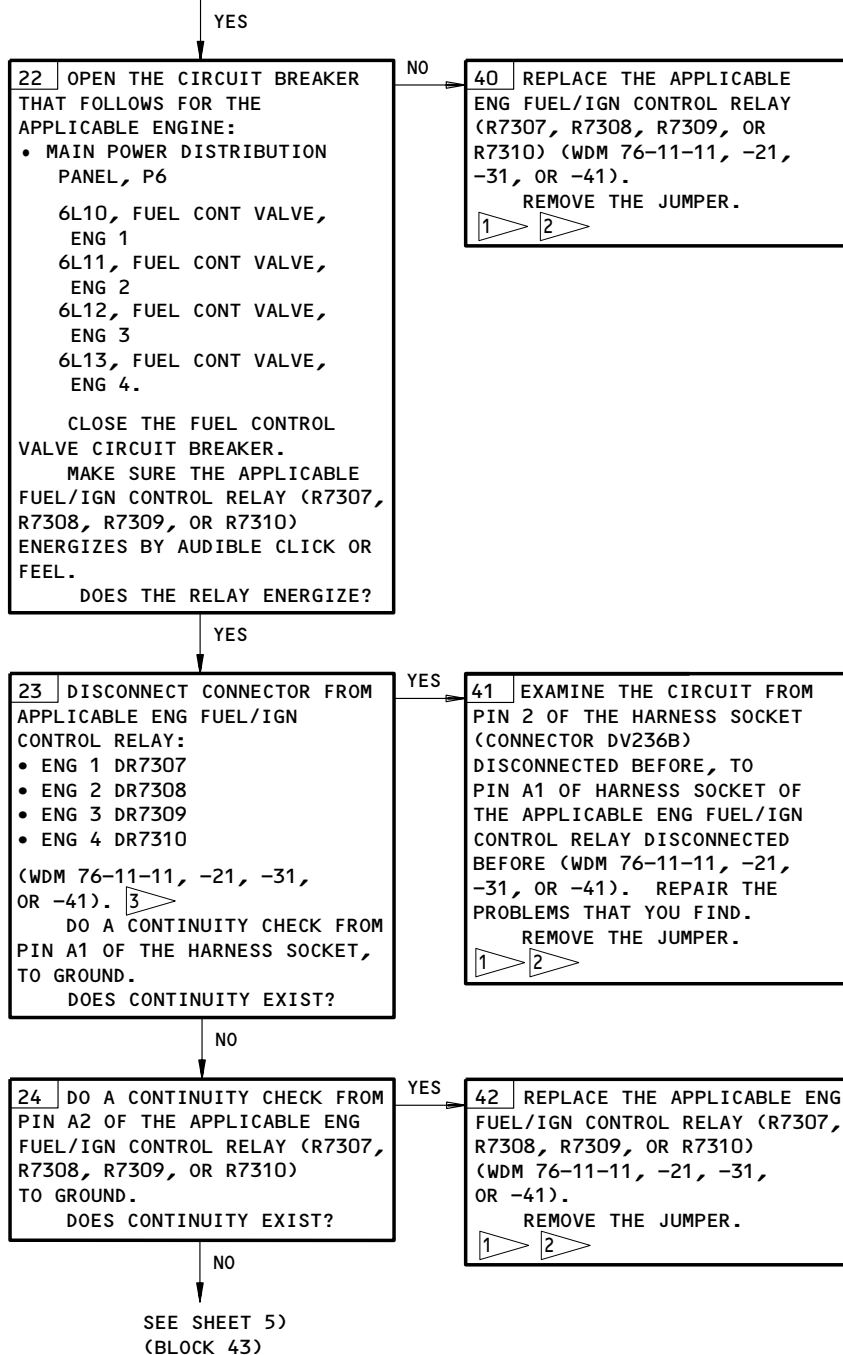 YES
22 OPEN THE CIRCUIT BREAKER
THAT FOLLOWS FOR THE
APPLICABLE ENGINE:
• MAIN POWER DISTRIBUTION
PANEL, P6
6L10, FUEL CONT VALVE,
ENG 1
6L11, FUEL CONT VALVE,
ENG 2
6L12, FUEL CONT VALVE,
ENG 3
6L13, FUEL CONT VALVE,
ENG 4.
CLOSE THE FUEL CONTROL
VALVE CIRCUIT BREAKER.
MAKE SURE THE APPLICABLE
FUEL/IGN CONTROL RELAY (R7307,
R7308, R7309, OR R7310)
ENERGIZES BY AUDIBLE CLICK OR
FEEL.
DOES THE RELAY ENERGIZE?
NO
40 REPLACE THE APPLICABLE
ENG FUEL/IGN CONTROL RELAY
(R7307, R7308, R7309, OR
R7310) (WDM 76-11-11, -21,
-31, OR -41).
REMOVE THE JUMPER.
1 2
YES
23 DISCONNECT CONNECTOR FROM
APPLICABLE ENG FUEL/IGN
CONTROL RELAY:
• ENG 1 DR7307
• ENG 2 DR7308
• ENG 3 DR7309
• ENG 4 DR7310
(WDM 76-11-11, -21, -31,
OR -41). 3
DO A CONTINUITY CHECK FROM
PIN A1 OF THE HARNESS SOCKET,
TO GROUND.
DOES CONTINUITY EXIST?
YES
41 EXAMINE THE CIRCUIT FROM
PIN 2 OF THE HARNESS SOCKET
(CONNECTOR DV236B)
DISCONNECTED BEFORE, TO
PIN A1 OF HARNESS SOCKET OF
THE APPLICABLE ENG FUEL/IGN
CONTROL RELAY DISCONNECTED
BEFORE (WDM 76-11-11, -21,
-31, OR -41). REPAIR THE
PROBLEMS THAT YOU FIND.
REMOVE THE JUMPER.
1 2
NO
24 DO A CONTINUITY CHECK FROM
PIN A2 OF THE APPLICABLE ENG
FUEL/IGN CONTROL RELAY (R7307,
R7308, R7309, OR R7310)
TO GROUND.
DOES CONTINUITY EXIST?
YES
42 REPLACE THE APPLICABLE ENG
FUEL/IGN CONTROL RELAY (R7307,
R7308, R7309, OR R7310)
(WDM 76-11-11, -21, -31,
OR -41).
REMOVE THE JUMPER.
1 2
NO
SEE SHEET 5)
(BLOCK 43)